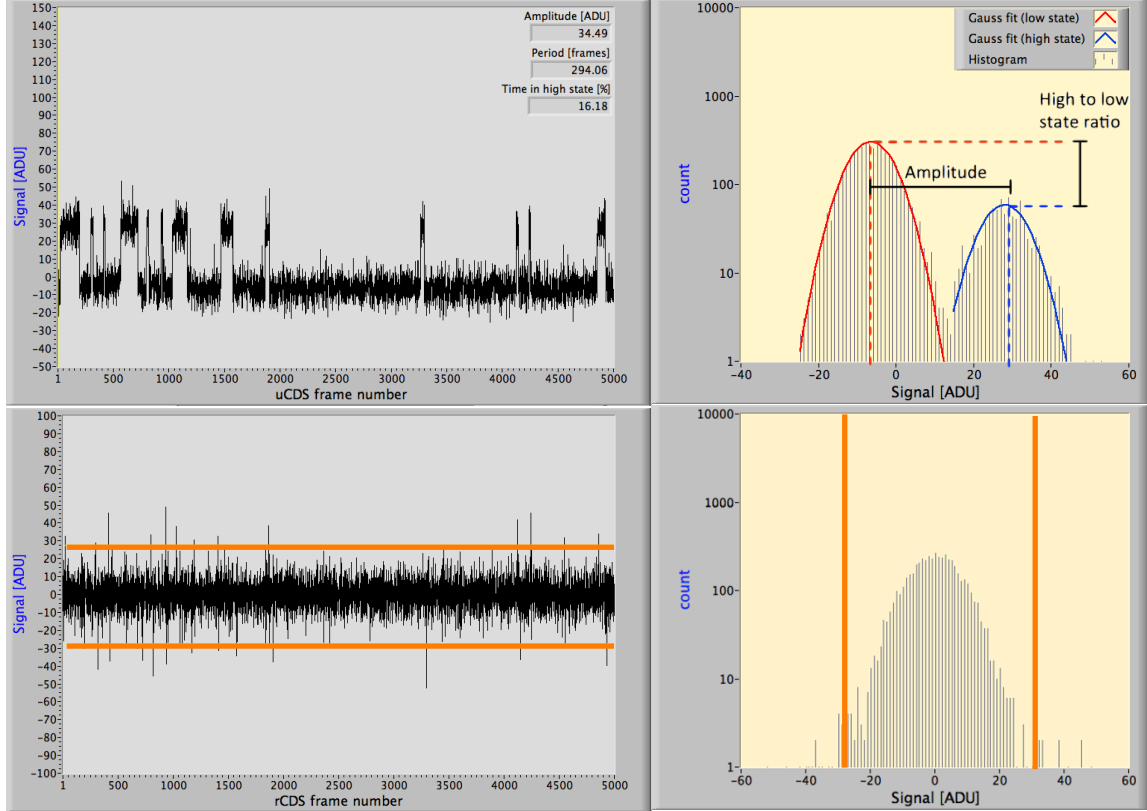 Signal [ADU]
150
140
130
120
110
100
90
80
70
60
50
40
30
20
10
0
-10
-20
-30
-40
-50
Amplitude [ADU]
34.49
Period [frames]
294.06
Time in high state [%]
16.18
1 500 1000 1500 2000 2500 3000 3500 4000 4500 5000
uCDS frame number
count
10000
1000
100
10
1
Gauss fit (low state)
Gauss fit (high state)
Histogram
High to low
state ratio
Amplitude
-40 -20 0 20 40 60
Signal [ADU]
Signal [ADU]
100
90
80
70
60
50
40
30
20
10
0
-10
-20
-30
-40
-50
-60
-70
-80
-90
-100
1 500 1000 1500 2000 2500 3000 3500 4000 4500 5000
rCDS frame number
count
10000
1000
100
10
1
-60 -40 -20 0 20 40 60
Signal [ADU]